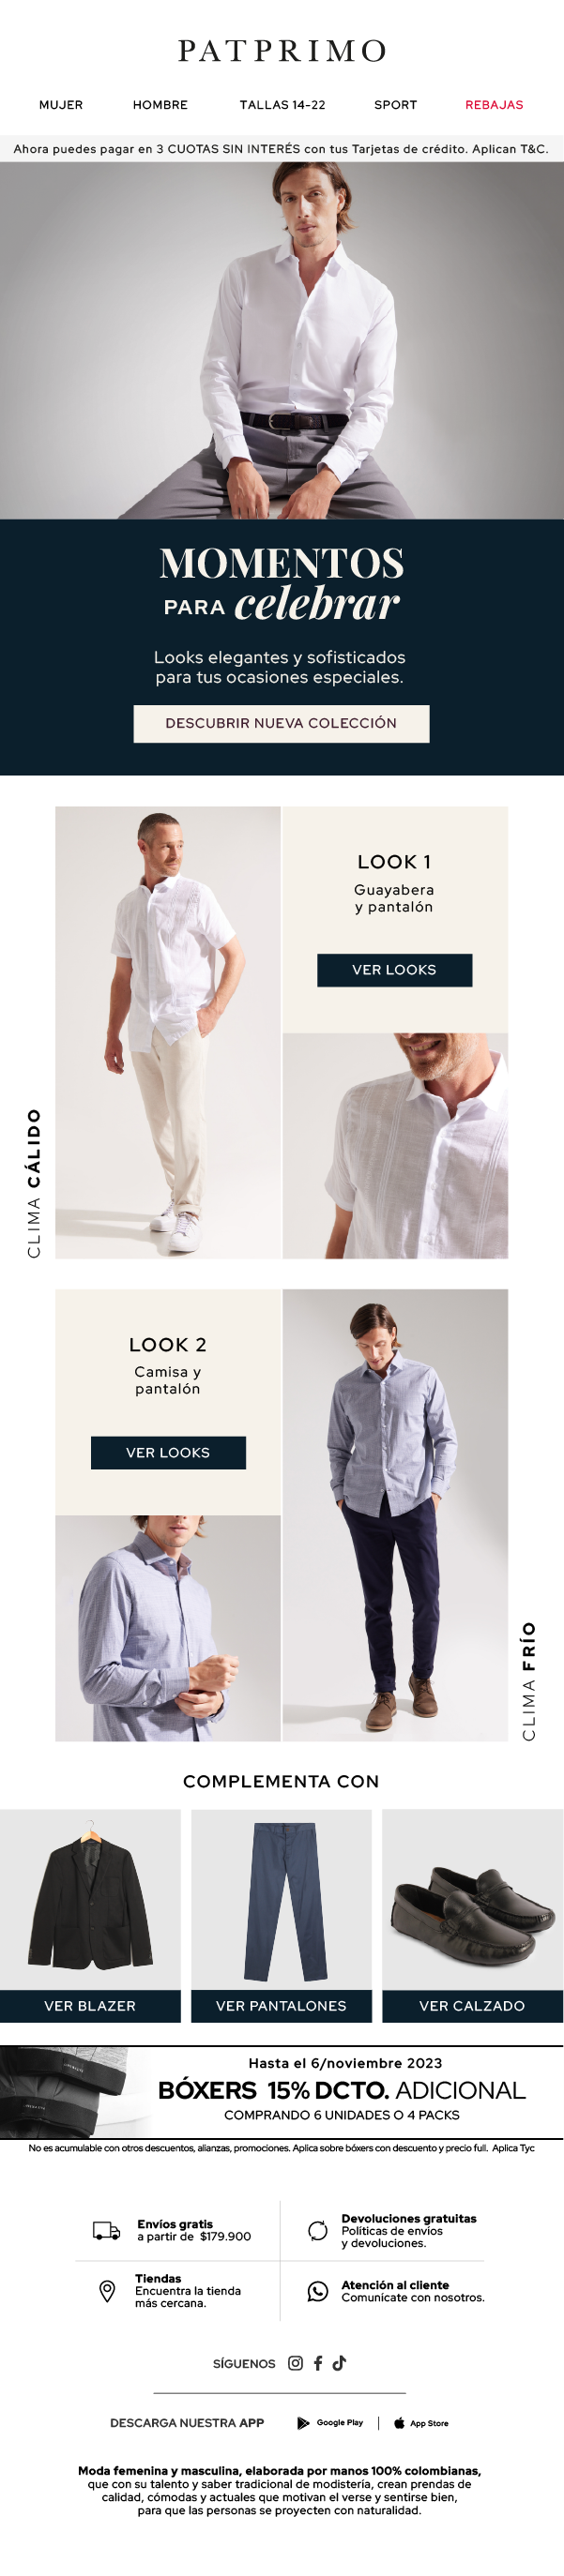 PATPRIMO
MUJER HOMBRE TALLAS 14-22 SPORT REBAJAS
Ahora puedes pagar en 3 CUOTAS SIN INTERÉS con tus Tarjetas de crédito. Aplican T&C.
MOMENTOS
PARA celebrar
Looks elegantes y sofisticados
para tus ocasiones especiales.
DESCUBRIR NUEVA COLECCIÓN
LOOK 1
Guayabera
y pantalón
VER LOOKS
CLIMA CÁLIDO
LOOK 2
Camisa y
pantalón
VER LOOKS
CLIMA FRÍO
COMPLEMENTA CON
VER BLAZER
VER PANTALONES
VER CALZADO
Hasta el 6/noviembre 2023
BÓXERS 15% DCTO. ADICIONAL
COMPRANDO 6 UNIDADES O 4 PACKS
No es acumulable con otros descuentos, alianzas, promociones. Aplica sobre bóxers con descuento y precio full. Aplica Tyc
Envíos gratis
a partir de $179.900
Devoluciones gratuitas
Políticas de envíos
y devoluciones.
Tiendas
Encuentra la tienda
más cercana.
Atención al cliente
Comunícate con nosotros.
SÍGUENOS
DESCARGA NUESTRA APP
Google Play
App Store
Moda femenina y masculina, elaborada por manos 100% colombianas,
que con su talento y saber tradicional de modistería, crean prendas de
calidad, cómodas y actuales que motivan el verse y sentirse bien,
para que las personas se proyecten con naturalidad.